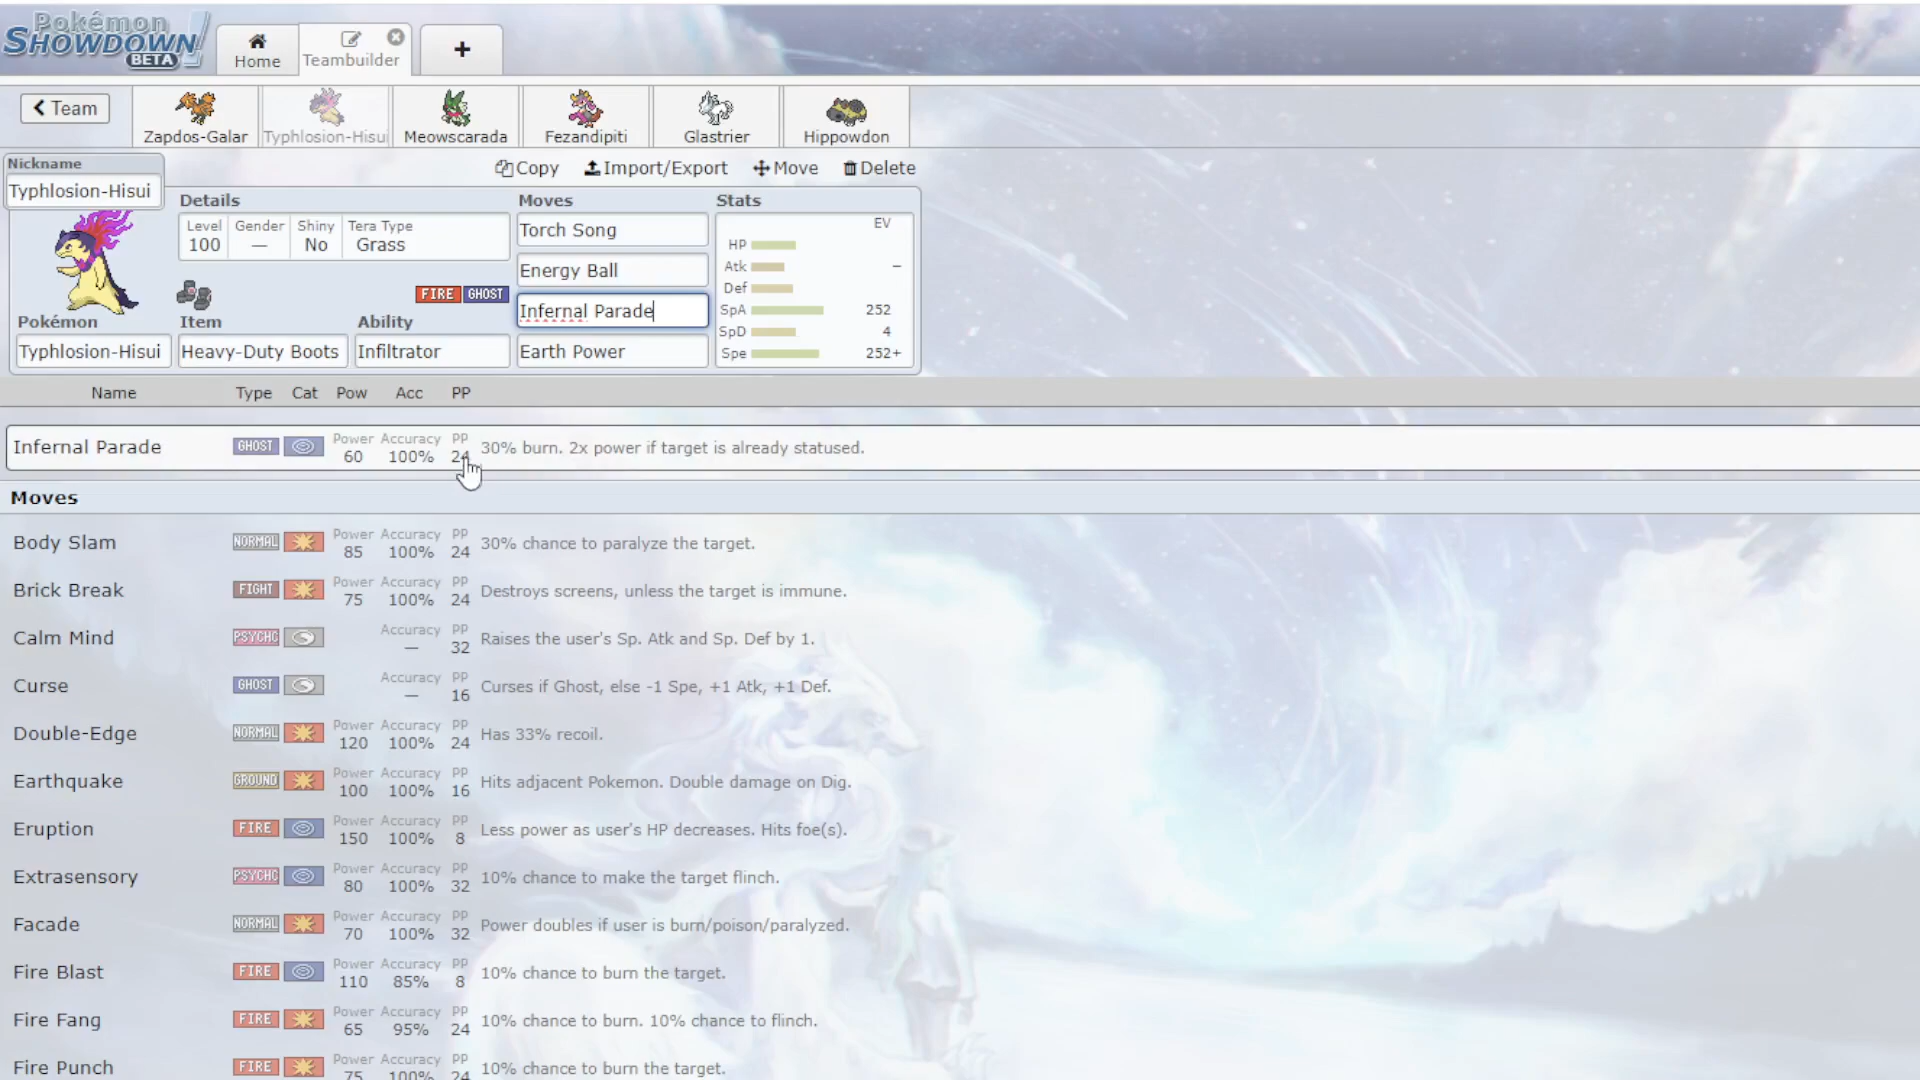 Pokémon
SHOWDOWN
BETA
Home
Teambuilder
+
Team
Zapdos-Galar
Typhlosion-Hisui
Meowscarada
Fezandipiti
Glastrier
Hippowdon
Nickname
Typhlosion-Hisui
Copy
Import/Export
Move
Delete
Details
Moves
Stats
Level
100
Gender
—
Shiny
No
Tera Type
Grass
FIRE GHOST
Pokémon
Typhlosion-Hisui
Item
Heavy-Duty Boots
Ability
Infiltrator
Torch Song
Energy Ball
Infernal Parade
Earth Power
EV
HP
Atk –
Def
SpA 252
SpD 4
Spe 252+
Name Type Cat Pow Acc PP
Infernal Parade GHOST Power 60 Accuracy 100% PP 24 30% burn. 2x power if target is already statused.
Moves
Body Slam NORMAL Power 85 Accuracy 100% PP 24 30% chance to paralyze the target.
Brick Break FIGHT Power 75 Accuracy 100% PP 24 Destroys screens, unless the target is immune.
Calm Mind PSYCHC Accuracy — PP 32 Raises the user's Sp. Atk and Sp. Def by 1.
Curse GHOST Accuracy — PP 16 Curses if Ghost, else -1 Spe, +1 Atk, +1 Def.
Double-Edge NORMAL Power 120 Accuracy 100% PP 24 Has 33% recoil.
Earthquake GROUND Power 100 Accuracy 100% PP 16 Hits adjacent Pokemon. Double damage on Dig.
Eruption FIRE Power 150 Accuracy 100% PP 8 Less power as user's HP decreases. Hits foe(s).
Extrasensory PSYCHC Power 80 Accuracy 100% PP 32 10% chance to make the target flinch.
Facade NORMAL Power 70 Accuracy 100% PP 32 Power doubles if user is burn/poison/paralyzed.
Fire Blast FIRE Power 110 Accuracy 85% PP 8 10% chance to burn the target.
Fire Fang FIRE Power 65 Accuracy 95% PP 24 10% chance to burn. 10% chance to flinch.
Fire Punch FIRE Power 75 Accuracy 100% PP 24 10% chance to burn the target.